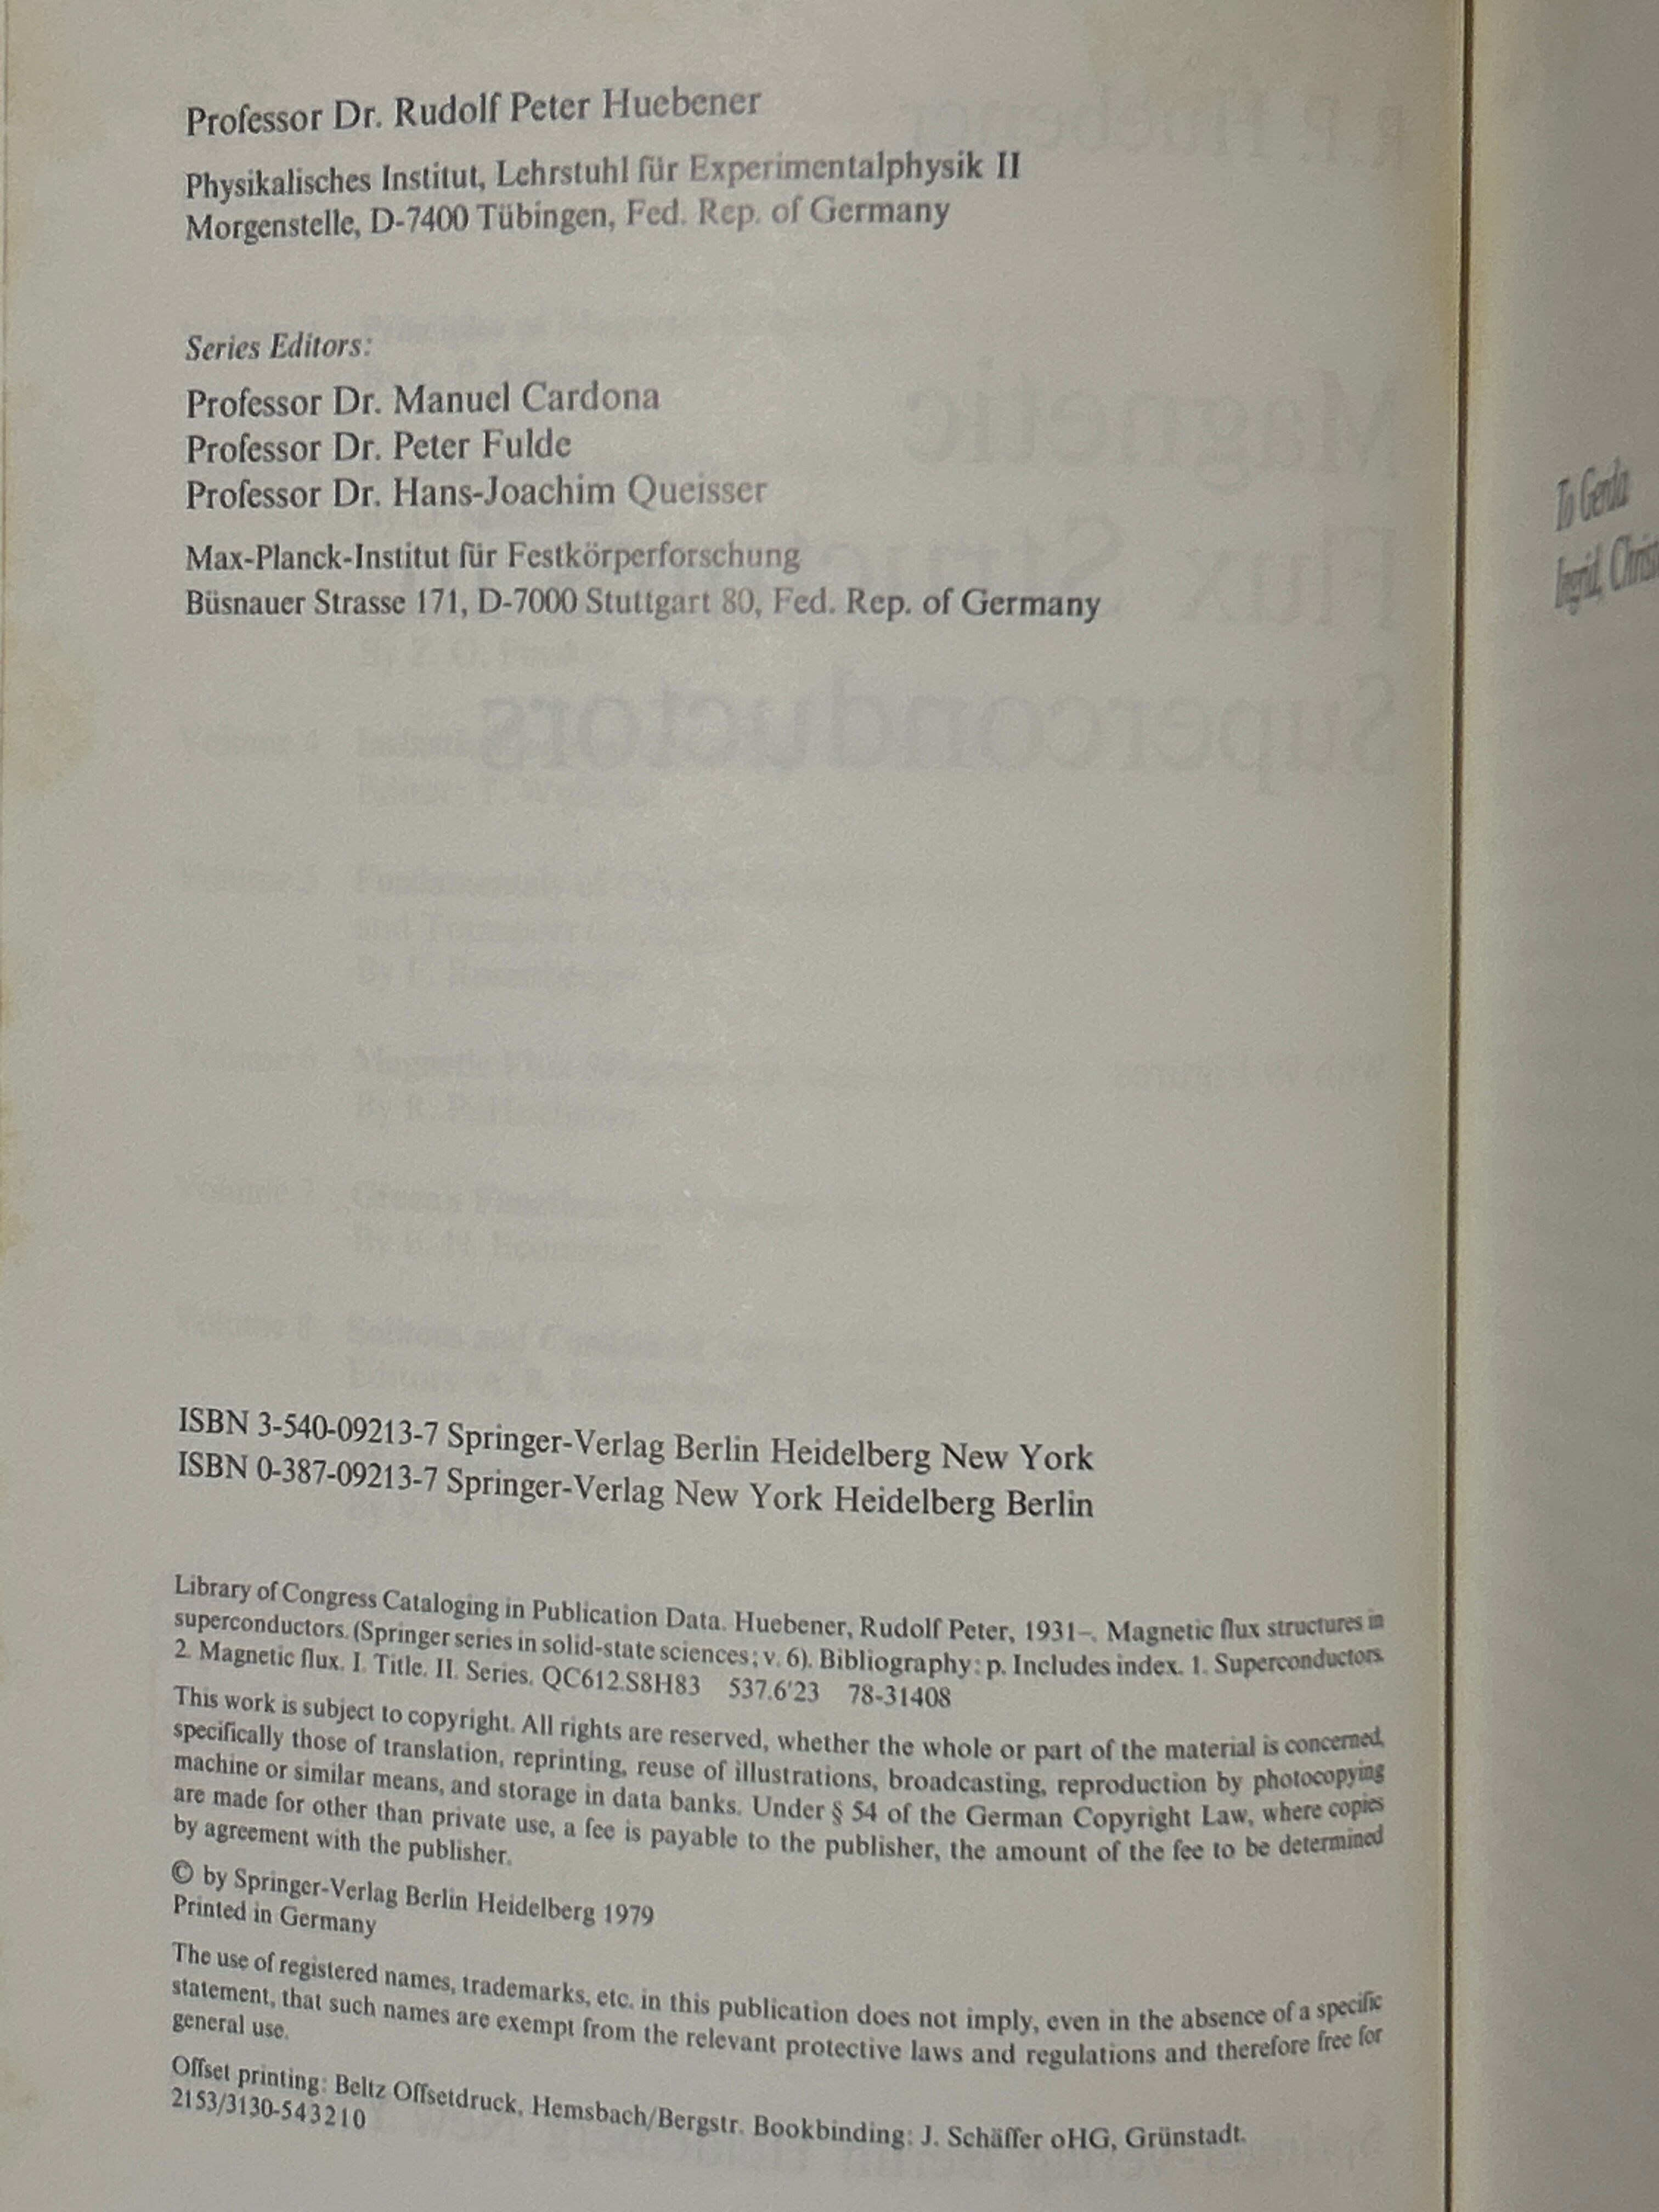 Professor Dr. Rudolf Peter Huebener
Physikalisches Institut, Lehrstuhl für Experimentalphysik II
Morgenstelle, D-7400 Tübingen, Fed. Rep. of Germany
Series Editors:
Professor Dr. Manuel Cardona
Professor Dr. Peter Fulde
Professor Dr. Hans-Joachim Queisser
Max-Planck-Institut für Festkörperforschung
Büsnauer Strasse 171, D-7000 Stuttgart 80, Fed. Rep. of Germany
ISBN 3-540-09213-7 Springer-Verlag Berlin Heidelberg New York
ISBN 0-387-09213-7 Springer-Verlag New York Heidelberg Berlin
Library of Congress Cataloging in Publication Data. Huebener, Rudolf Peter, 1931–. Magnetic flux structures in
superconductors. (Springer series in solid-state sciences; v. 6). Bibliography: p. Includes index. 1. Superconductors.
2. Magnetic flux. I. Title. II. Series. QC612.S8H83 537.6'23 78-31408
This work is subject to copyright. All rights are reserved, whether the whole or part of the material is concerned,
specifically those of translation, reprinting, reuse of illustrations, broadcasting, reproduction by photocopying
machine or similar means, and storage in data banks. Under § 54 of the German Copyright Law, where copies
are made for other than private use, a fee is payable to the publisher, the amount of the fee to be determined
by agreement with the publisher.
© by Springer-Verlag Berlin Heidelberg 1979
Printed in Germany
The use of registered names, trademarks, etc. in this publication does not imply, even in the absence of a specific
statement, that such names are exempt from the relevant protective laws and regulations and therefore free for
general use.
Offset printing: Beltz Offsetdruck, Hemsbach/Bergstr. Bookbinding: J. Schäffer oHG, Grünstadt.
2153/3130-543210
To Gerda
Ingrid,